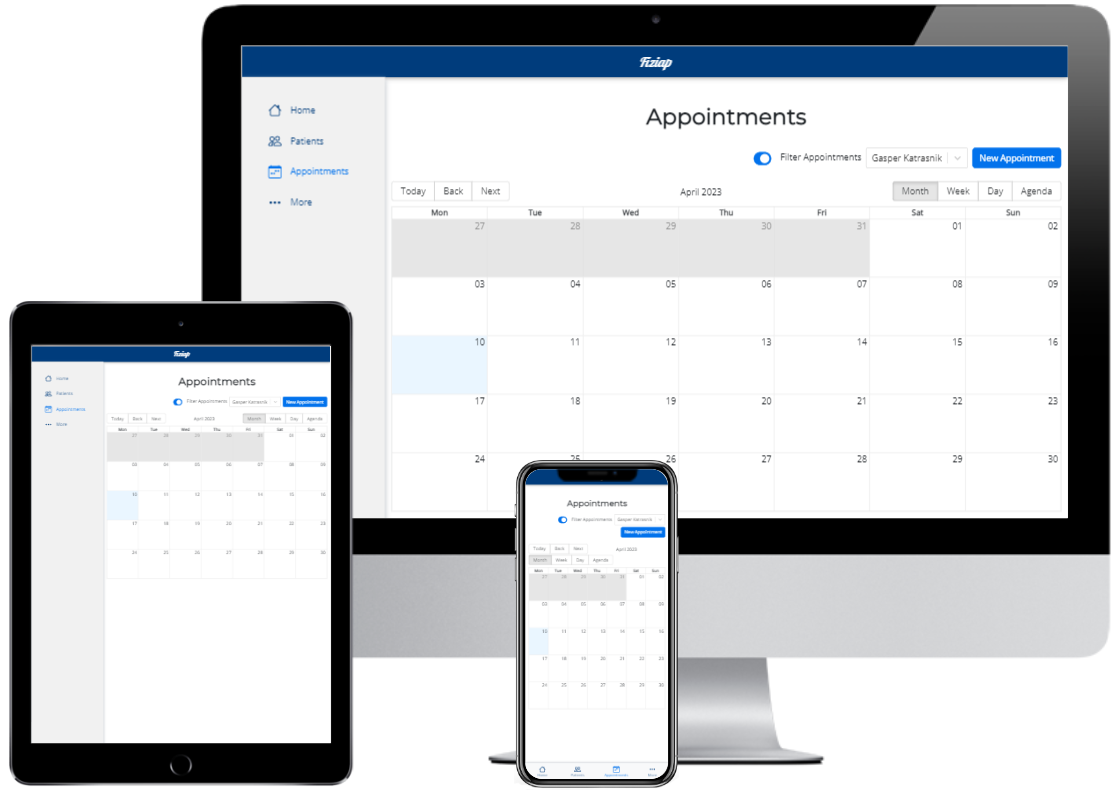 Fiziap
Home
Patients
Appointments
More
Appointments
Filter Appointments Gasper Katrasnik New Appointment
Today Back Next April 2023 Month Week Day Agenda
Mon Tue Wed Thu Fri Sat Sun
27 28 29 30 31 01 02
03 04 05 06 07 08 09
10 11 12 13 14 15 16
17 18 19 20 21 22 23
24 25 26 27 28 29 30
Fiziap
Home
Patients
Appointments
More
Appointments
Filter Appointments Gasper Katrasnik New Appointment
Today Back Next April 2023 Month Week Day Agenda
Mon Tue Wed Thu Fri Sat Sun
27 28 29 30 31 01 02
03 04 05 06 07 08 09
10 11 12 13 14 15 16
17 18 19 20 21 22 23
24 25 26 27 28 29 30
Appointments
Filter Appointments Gasper Katrasnik
New Appointment
Today Back Next April 2023
Month Week Day Agenda
Mon Tue Wed Thu Fri Sat Sun
27 28 29 30 31 01 02
03 04 05 06 07 08 09
10 11 12 13 14 15 16
17 18 19 20 21 22 23
24 25 26 27 28 29 30
Home Patients Appointments More